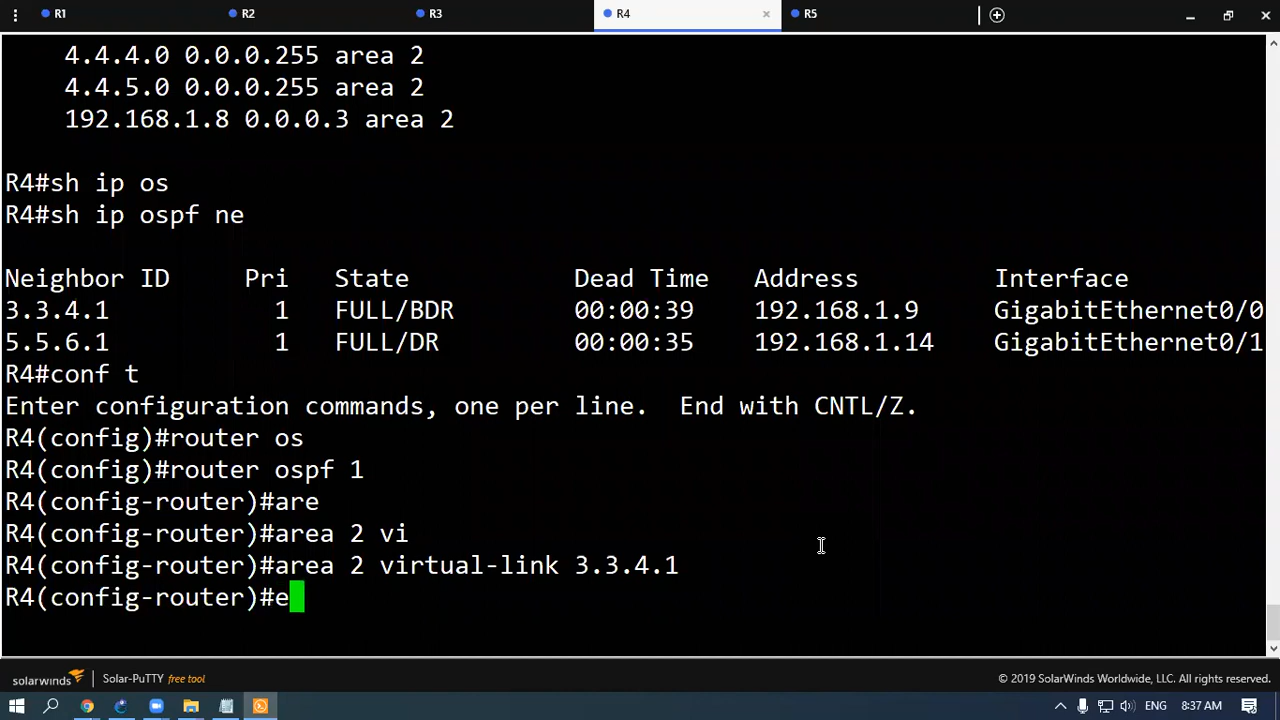 R1 R2 R3 R4 × R5
4.4.4.0 0.0.0.255 area 2
4.4.5.0 0.0.0.255 area 2
192.168.1.8 0.0.0.3 area 2
R4#sh ip os
R4#sh ip ospf ne
Neighbor ID Pri State Dead Time Address Interface
3.3.4.1 1 FULL/BDR 00:00:39 192.168.1.9 GigabitEthernet0/0
5.5.6.1 1 FULL/DR 00:00:35 192.168.1.14 GigabitEthernet0/1
R4#conf t
Enter configuration commands, one per line. End with CNTL/Z.
R4(config)#router os
R4(config)#router ospf 1
R4(config-router)#are
R4(config-router)#area 2 vi
R4(config-router)#area 2 virtual-link 3.3.4.1
R4(config-router)#e
solarwinds | Solar-PuTTY free tool © 2019 SolarWinds Worldwide, LLC. All rights reserved.
ENG 8:37 AM